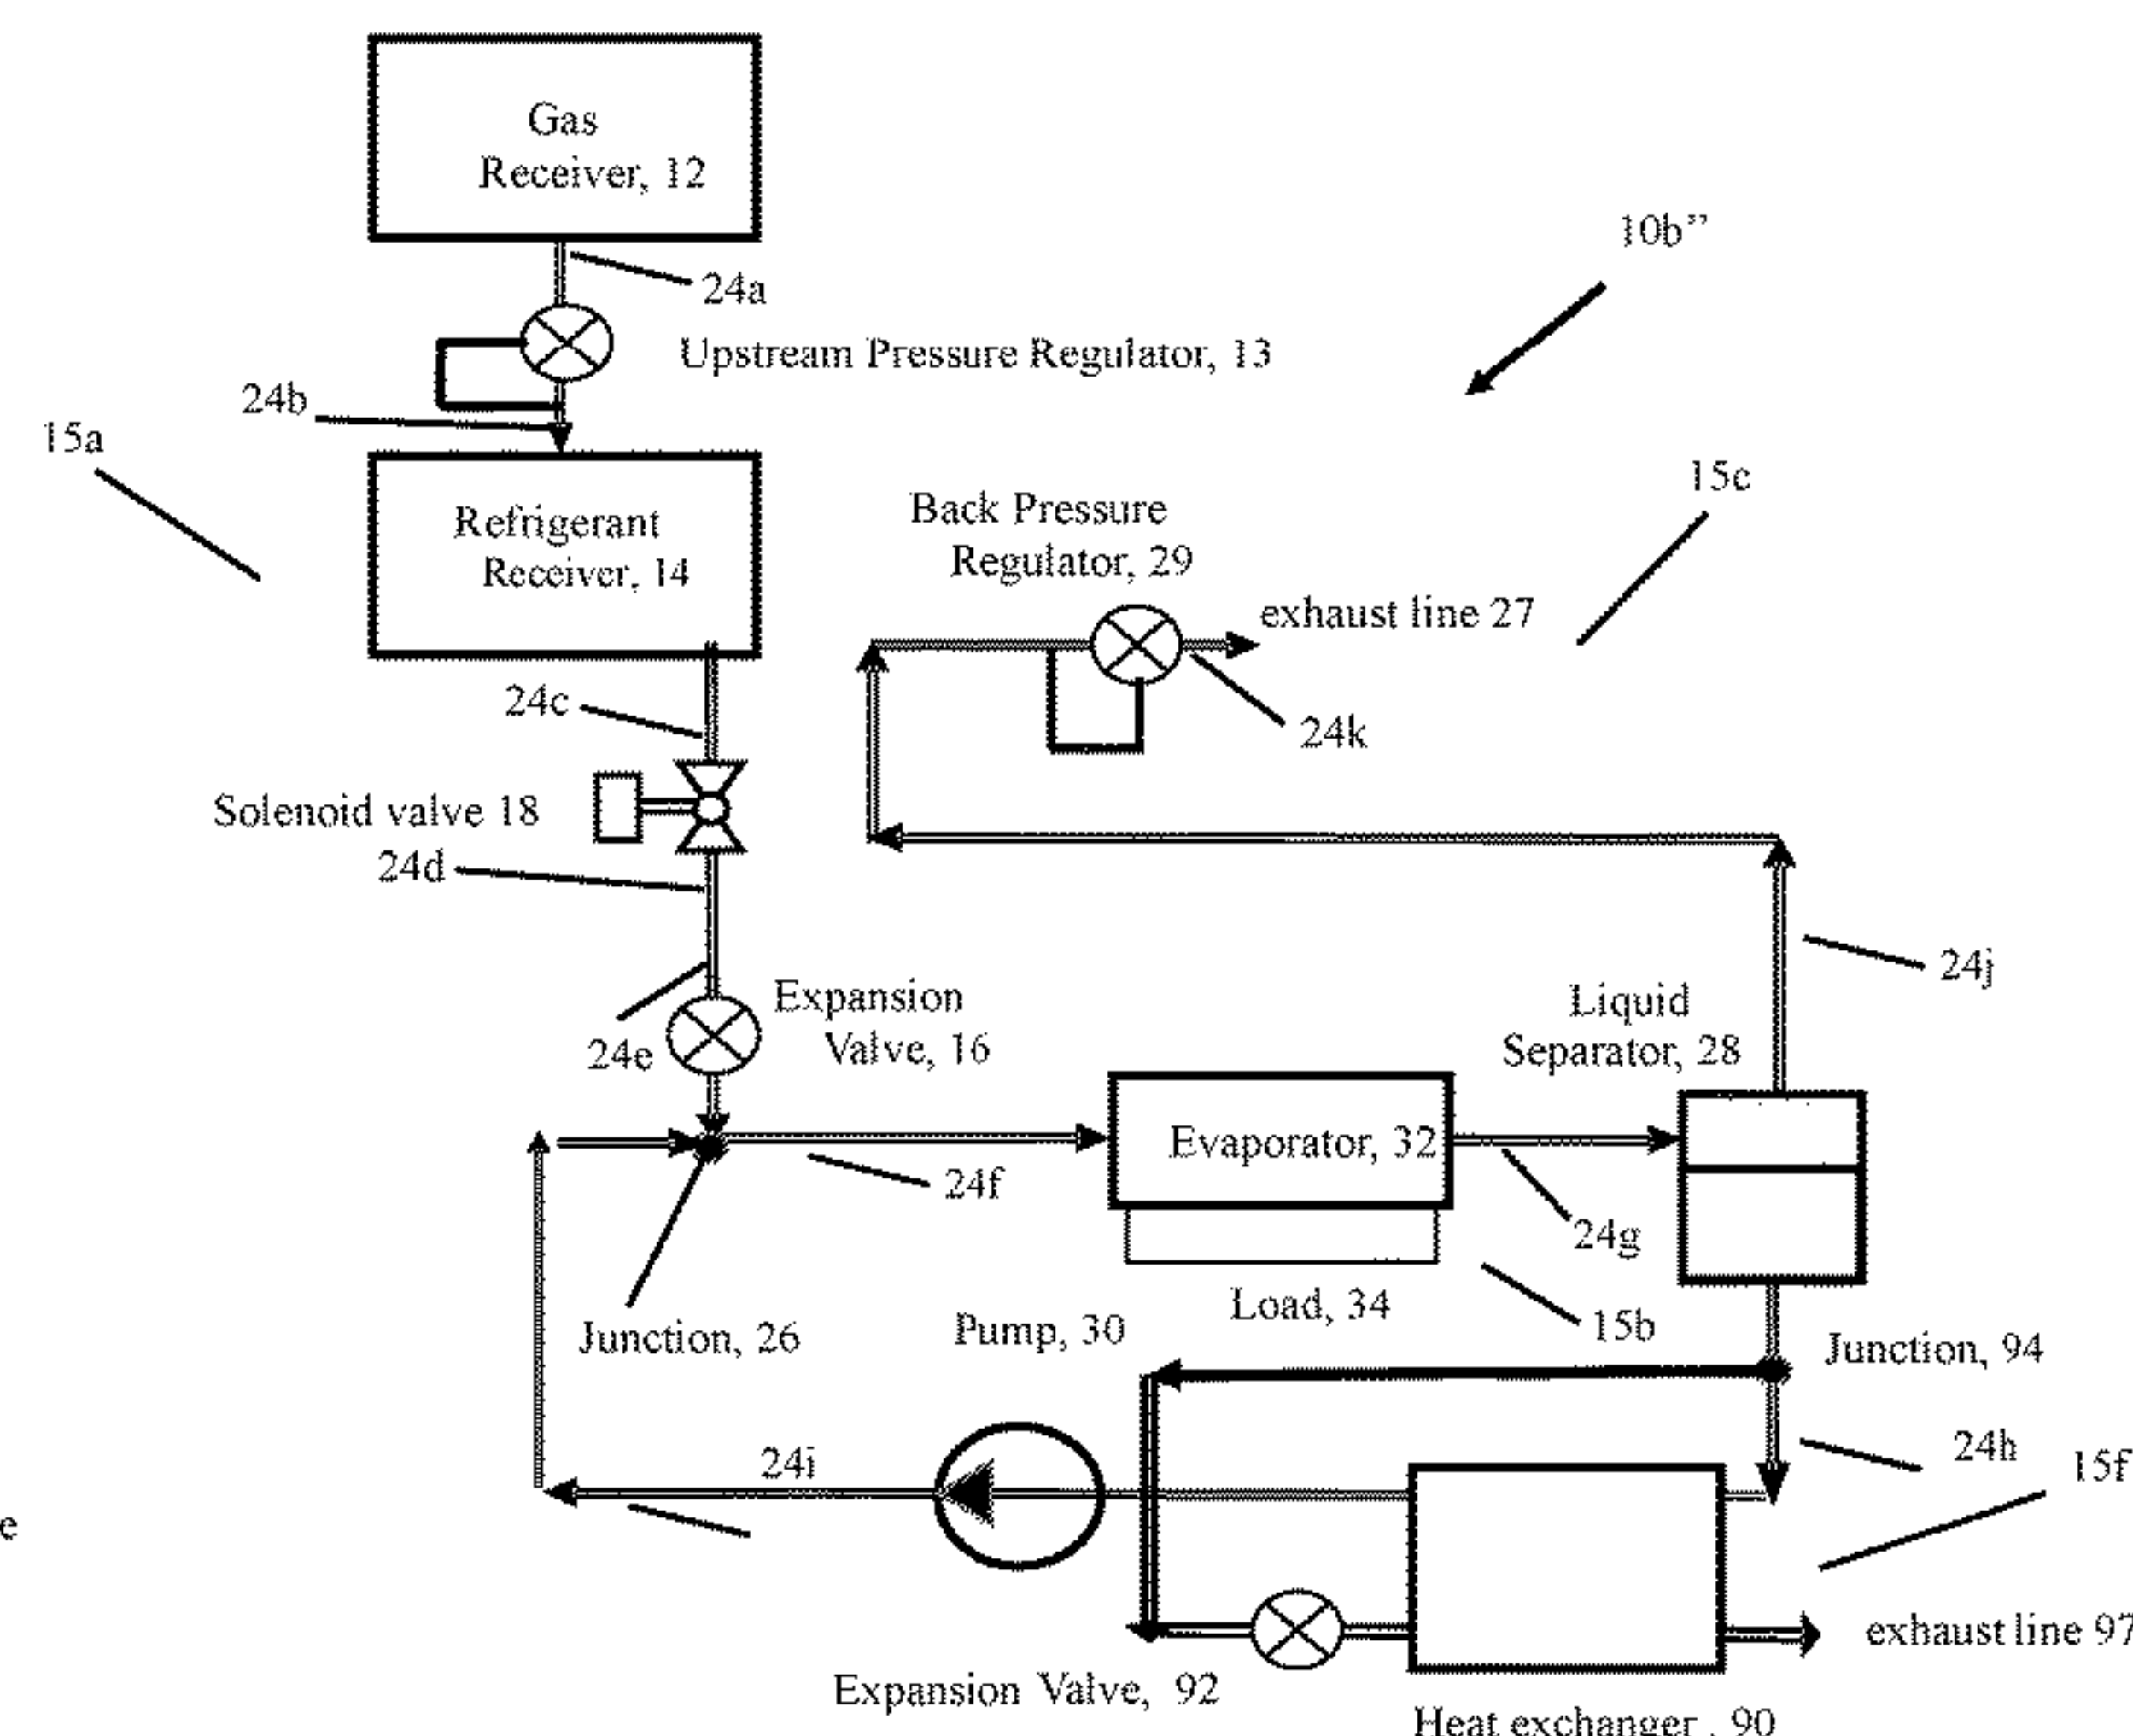 Gas
Receiver, 12
10b”
24a
Upstream Pressure Regulator, 13
24b
15a
15c
Refrigerant
Receiver, 14
Back Pressure
Regulator, 29
exhaust line 27
24c
24k
Solenoid valve 18
24d
24j
Expansion
Valve, 16
Liquid
Separator, 28
24e
Evaporator, 32
24f
24g
Load, 34
15b
Junction, 26
Pump, 30
Junction, 94
24i
24h
15f
e
exhaust line 97
Expansion Valve, 92
Heat exchanger , 90